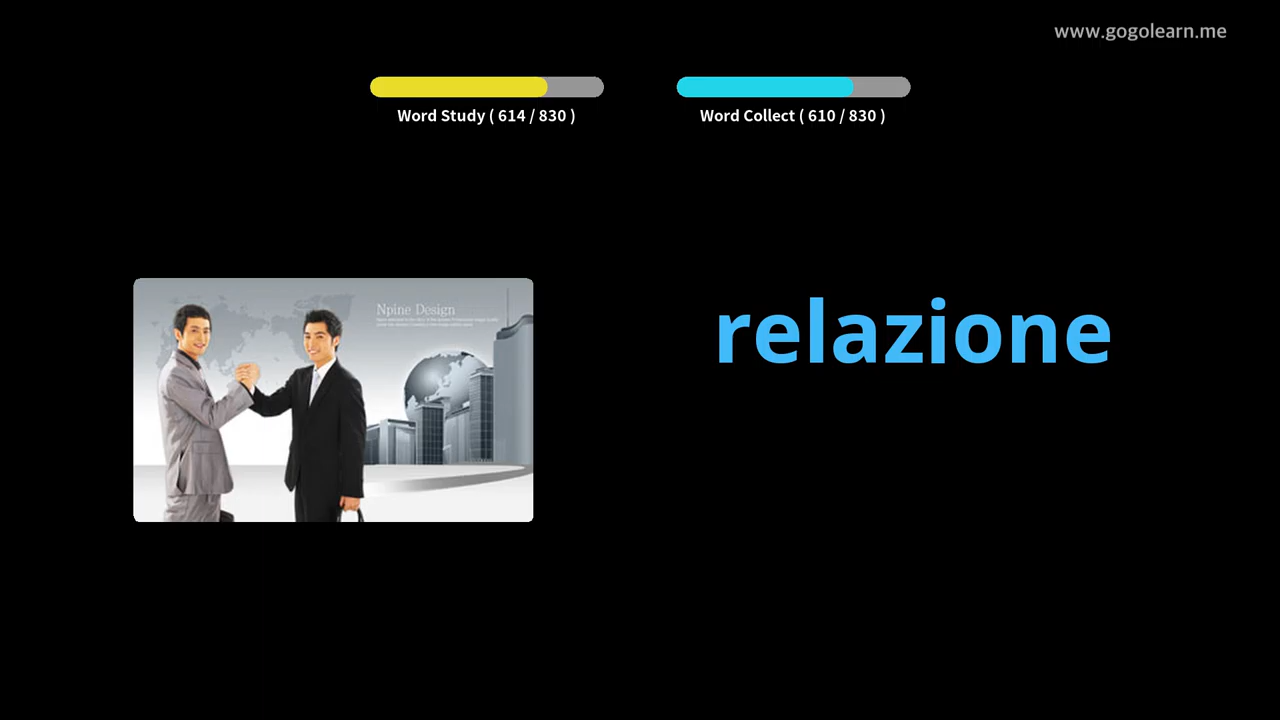 www.gogolearn.me
Word Study ( 614 / 830 )
Word Collect ( 610 / 830 )
Npine Design
relazione